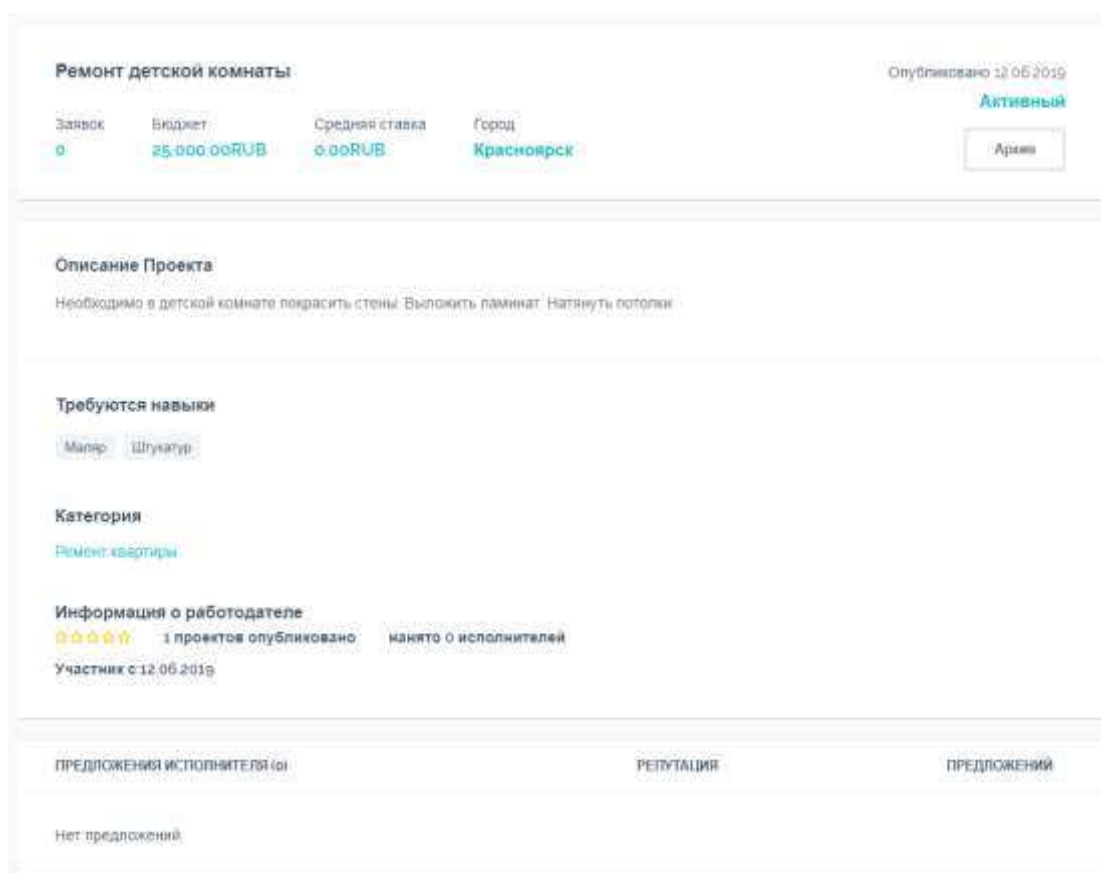 Ремонт детской комнаты
Опубликовано 12.06.2019
Активный
Заявок Бюджет Средняя ставка Город
0 25,000.00RUB 0.00RUB Красноярск
Архив
Описание Проекта
Необходимо в детской комнате покрасить стены. Выложить ламинат. Натянуть потолки
Требуются навыки
Маляр Штукатур
Категория
Ремонт квартиры
Информация о работодателе
1 проектов опубликовано нанято 0 исполнителей
Участник с:12.06.2019
ПРЕДЛОЖЕНИЯ ИСПОЛНИТЕЛЯ (0) РЕПУТАЦИЯ ПРЕДЛОЖЕНИЙ
Нет предложений.